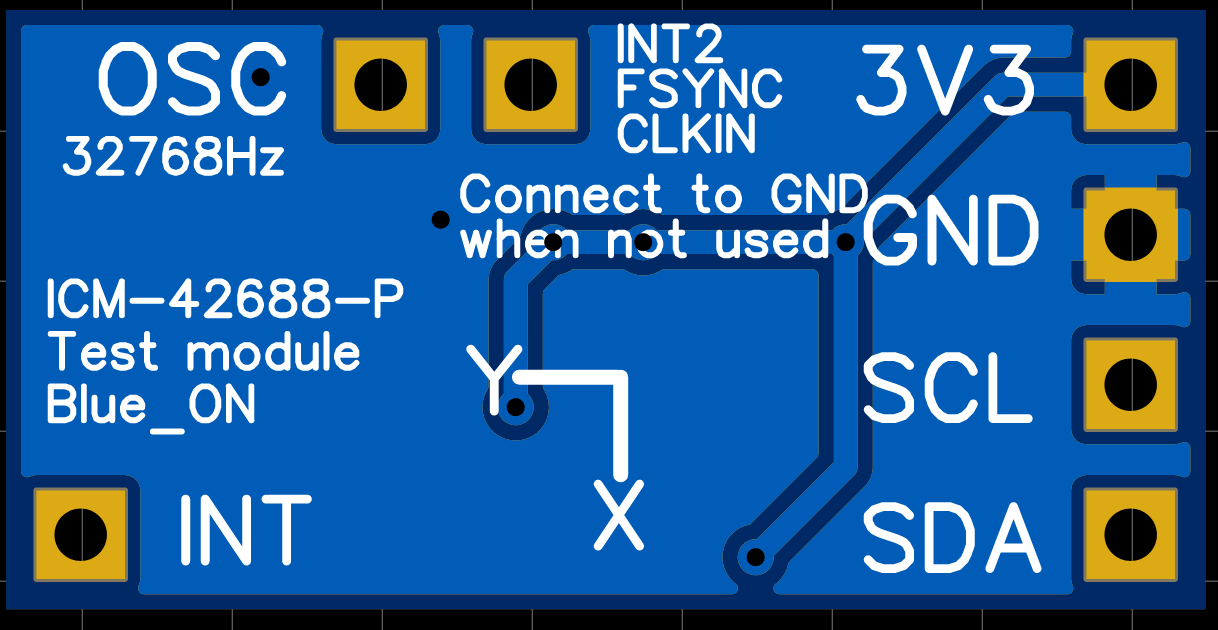 OSC
32768Hz
INT2
FSYNC
CLKIN
3V3
Connect to GND
when not used
GND
ICM-42688-P
Test module
Blue_ON
Y
X
SCL
INT
SDA